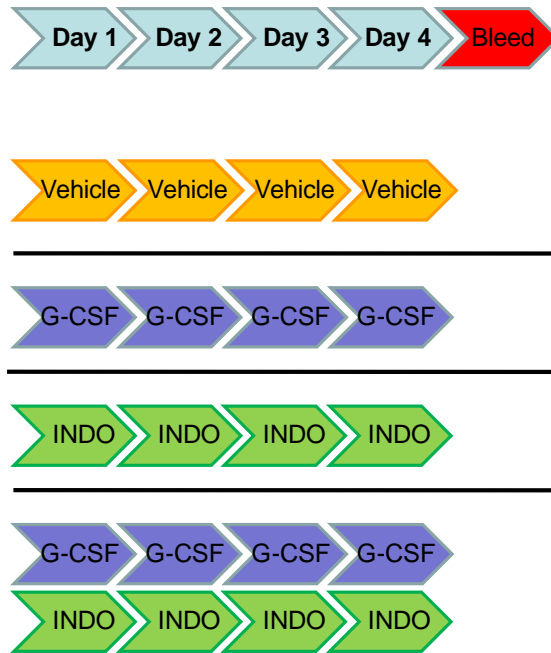 Day 1 Day 2 Day 3 Day 4 Bleed
Vehicle Vehicle Vehicle Vehicle
G-CSF G-CSF G-CSF G-CSF
INDO INDO INDO INDO
G-CSF G-CSF G-CSF G-CSF
INDO INDO INDO INDO